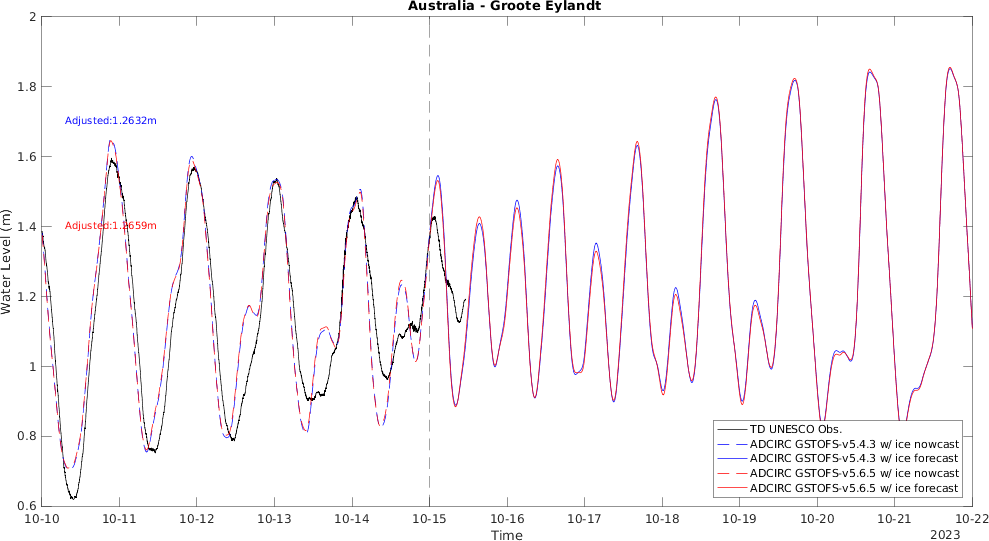 Australia - Groote Eylandt
2
1.8
1.6
1.4
1.2
1
0.8
0.6
Water Level (m)
Adjusted:1.2632m
Adjusted:1.2659m
TD UNESCO Obs.
ADCIRC GSTOFS-v5.4.3 w/ ice nowcast
ADCIRC GSTOFS-v5.4.3 w/ ice forecast
ADCIRC GSTOFS-v5.6.5 w/ ice nowcast
ADCIRC GSTOFS-v5.6.5 w/ ice forecast
10-10 10-11 10-12 10-13 10-14 10-15 10-16 10-17 10-18 10-19 10-20 10-21 10-22
Time
2023